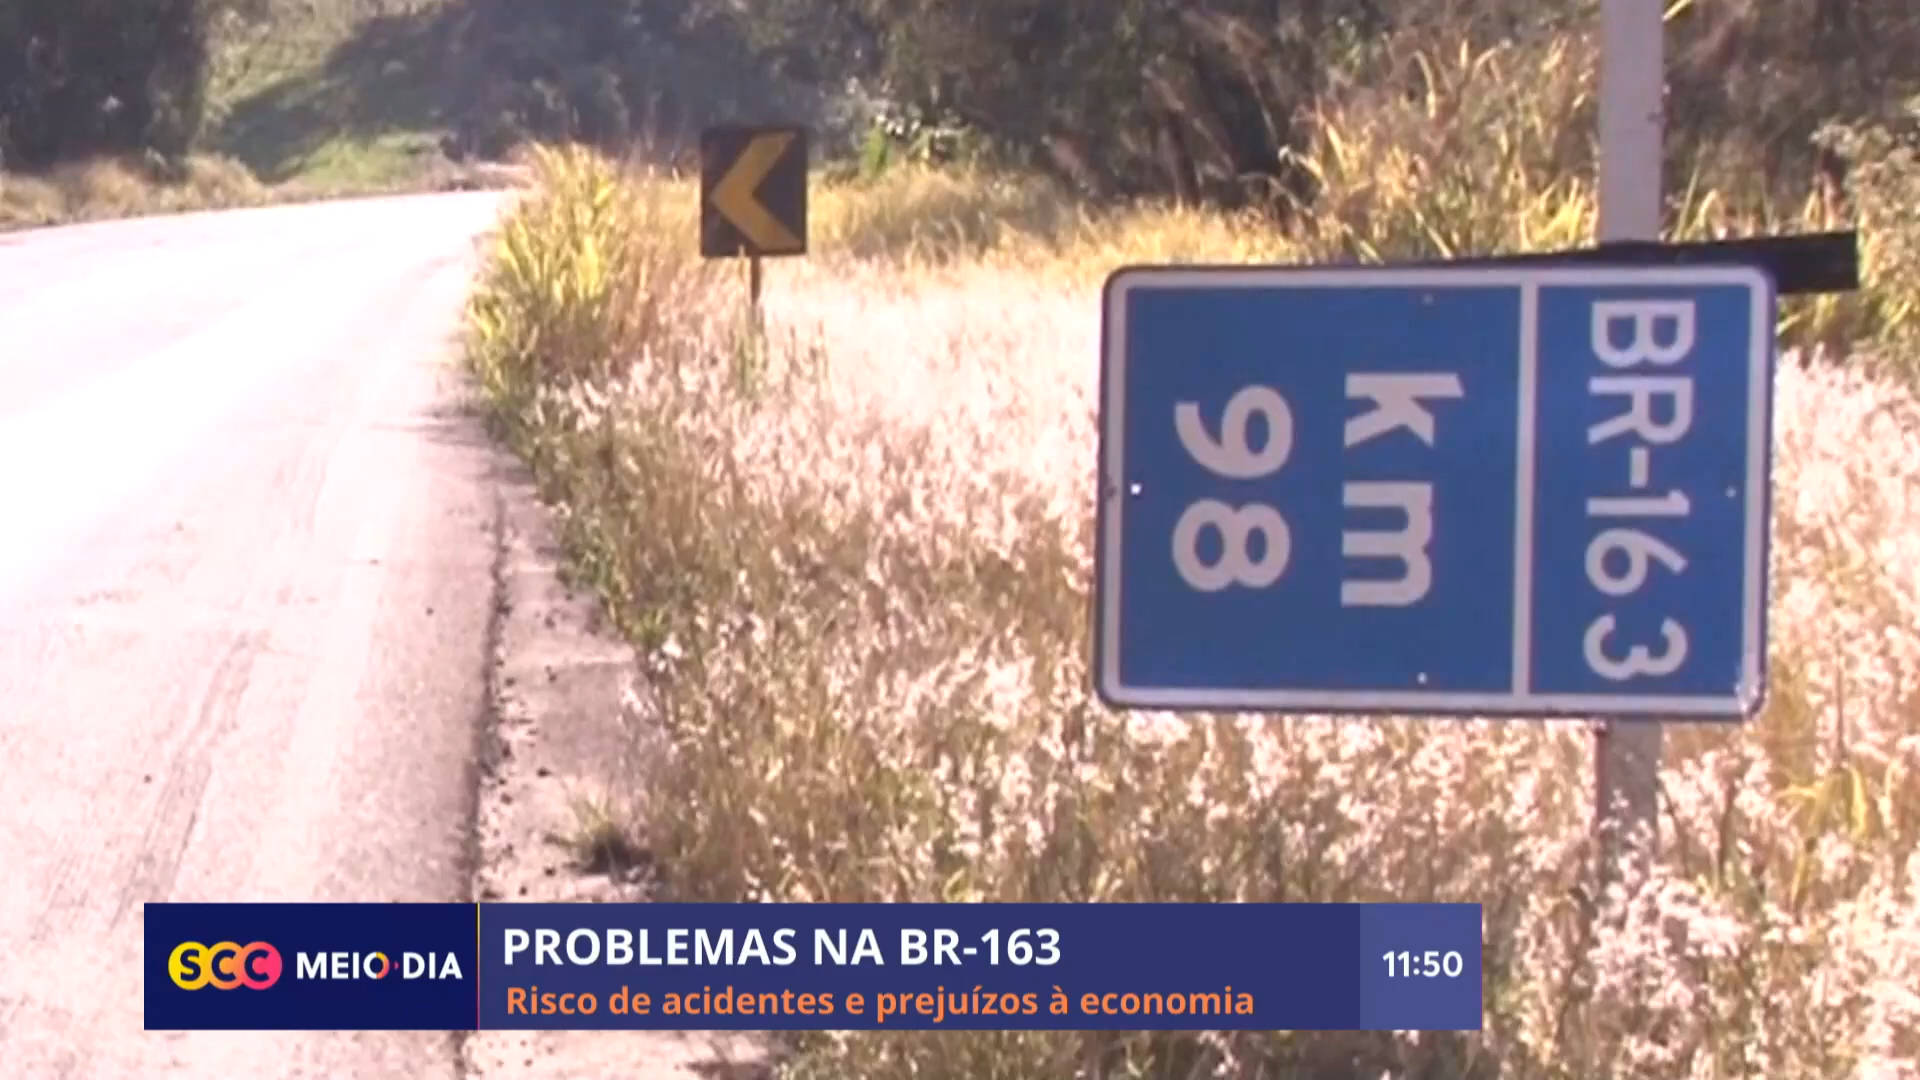 BR-163
km
98
SCC MEIO-DIA
PROBLEMAS NA BR-163
Risco de acidentes e prejuízos à economia
11:50